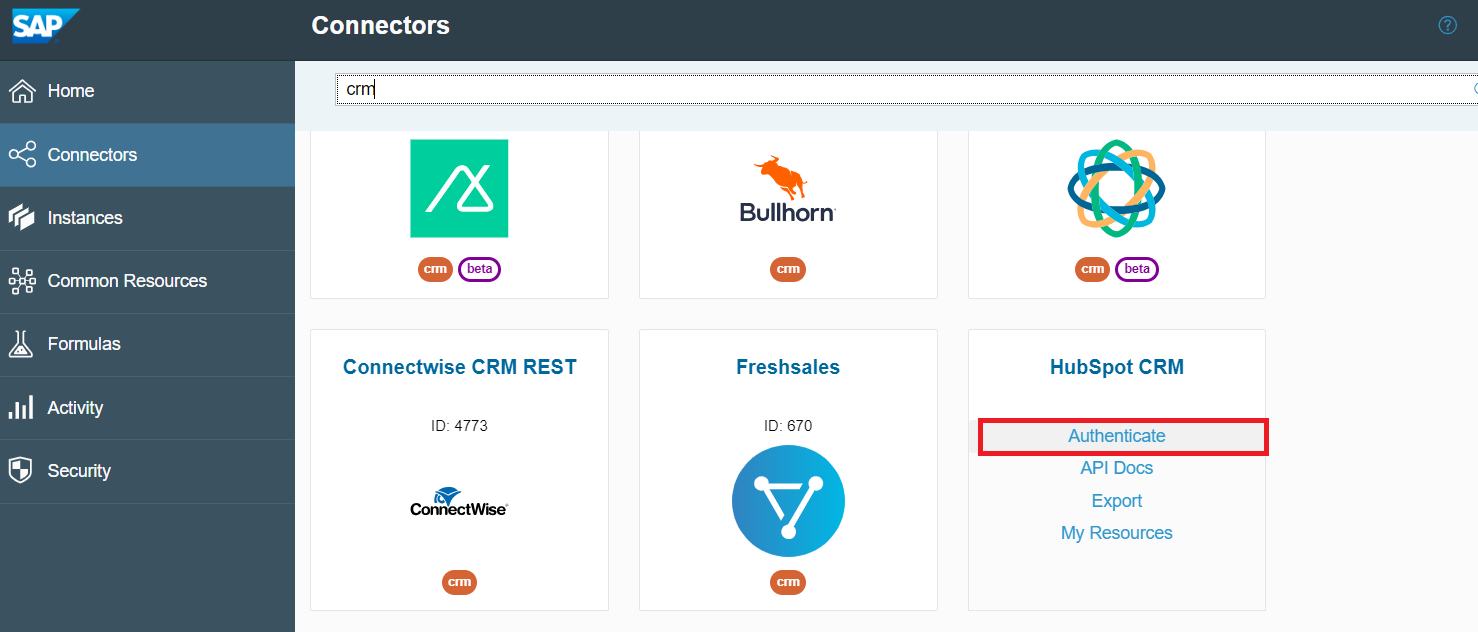 SAP
Connectors
?
Home
Connectors
Instances
Common Resources
Formulas
Activity
Security
crm
crm beta
Bullhorn
crm
crm beta
Connectwise CRM REST
ID: 4773
ConnectWise
crm
Freshsales
ID: 670
crm
HubSpot CRM
Authenticate
API Docs
Export
My Resources